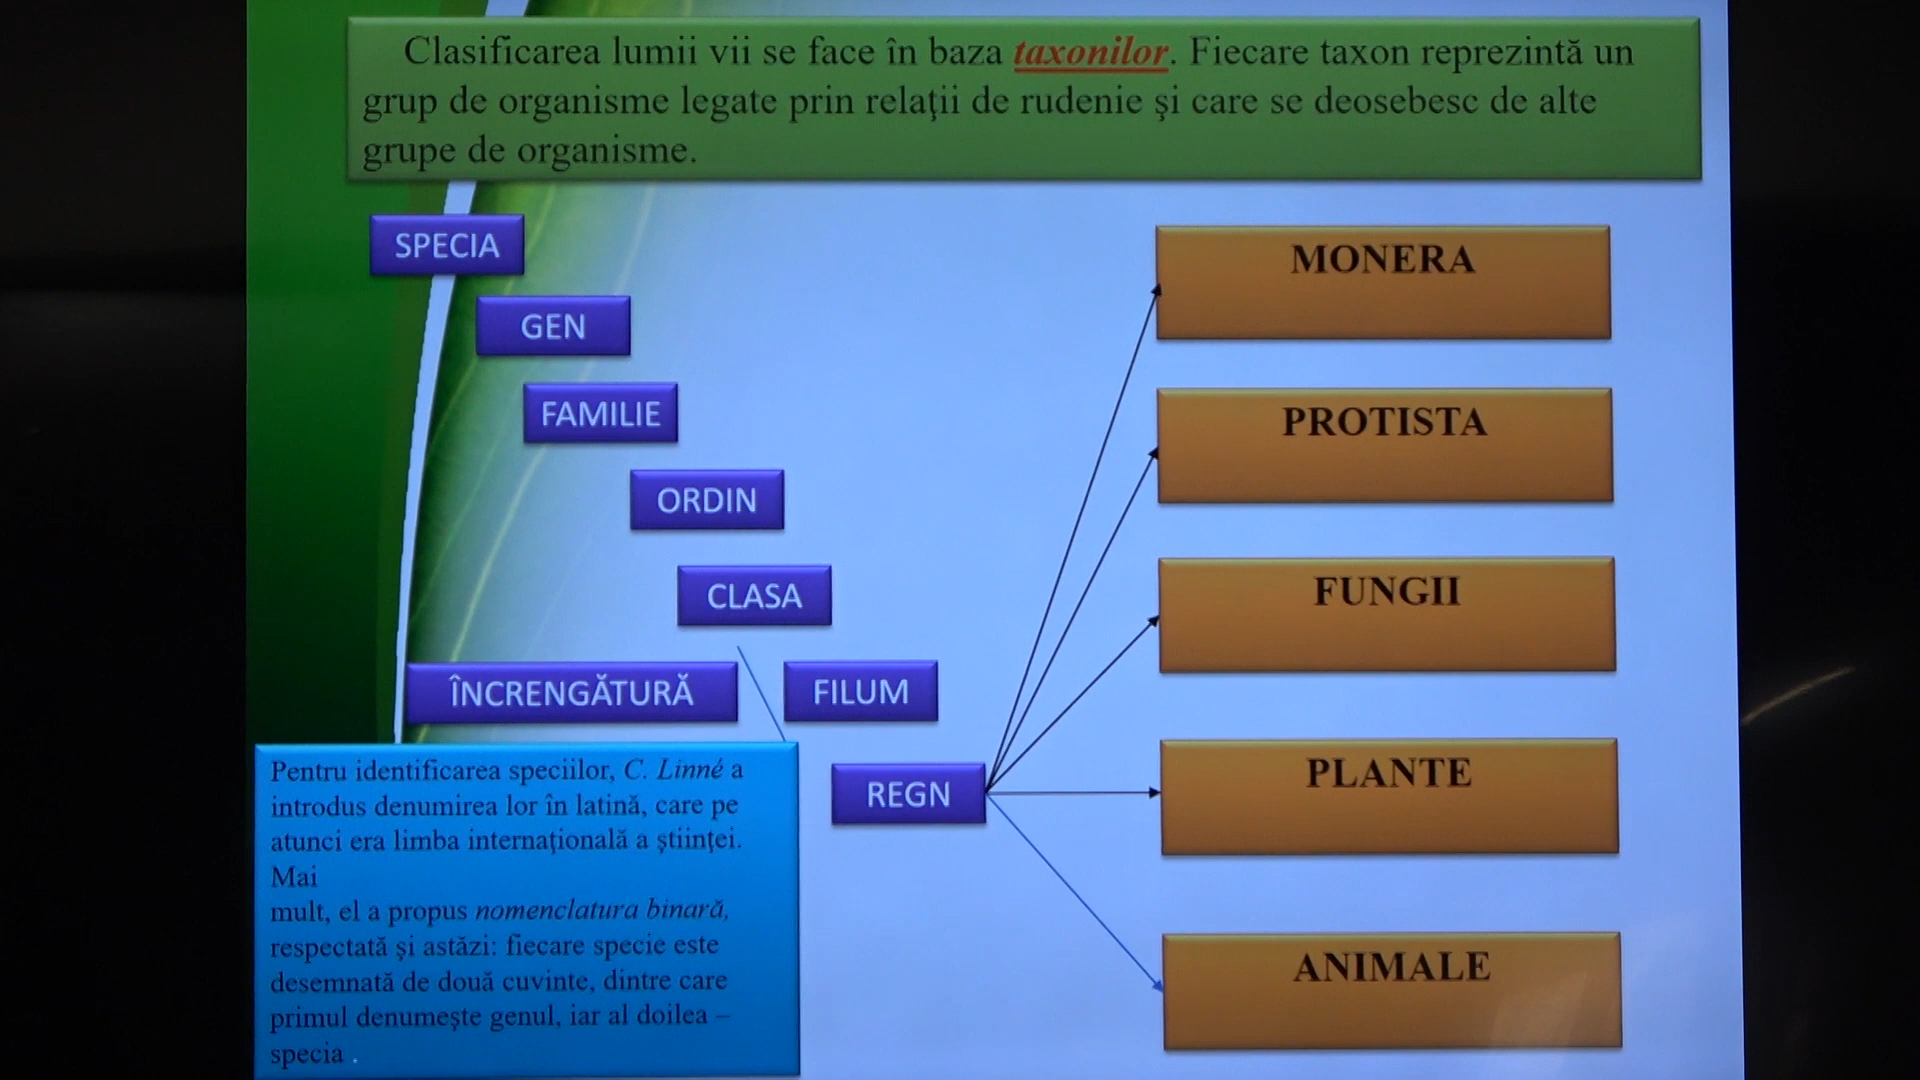 Clasificarea lumii vii se face în baza taxonilor. Fiecare taxon reprezintă un
grup de organisme legate prin relaţii de rudenie şi care se deosebesc de alte
grupe de organisme.
SPECIA
GEN
FAMILIE
ORDIN
CLASA
ÎNCRENGĂTURĂ
FILUM
REGN
Pentru identificarea speciilor, C. Linné a
introdus denumirea lor în latină, care pe
atunci era limba internaţională a ştiinţei.
Mai
mult, el a propus nomenclatura binară,
respectată şi astăzi: fiecare specie este
desemnată de două cuvinte, dintre care
primul denumeşte genul, iar al doilea –
specia .
MONERA
PROTISTA
FUNGII
PLANTE
ANIMALE